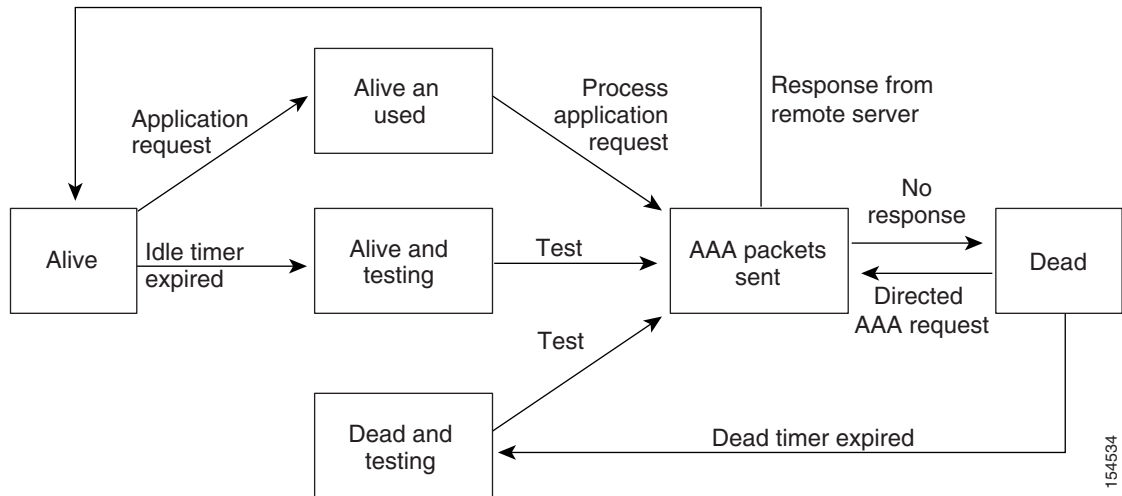 Alive an
used
Process
application
request
Response from
remote server
Application
request
No
response
Alive
Idle timer
expired
Alive and
testing
Test
AAA packets
sent
Dead
Directed
AAA request
Test
Dead and
testing
Dead timer expired
154534